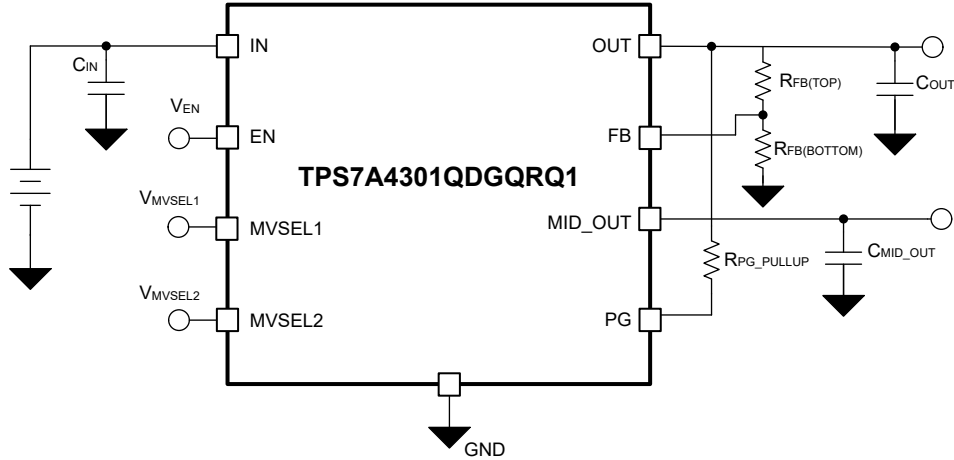 IN
OUT
CIN
RFB(TOP)
COUT
VEN
EN
FB
RFB(BOTTOM)
TPS7A4301QDGQRQ1
VMVSEL1
MVSEL1
MID_OUT
CMID_OUT
RPG_PULLUP
VMVSEL2
MVSEL2
PG
GND